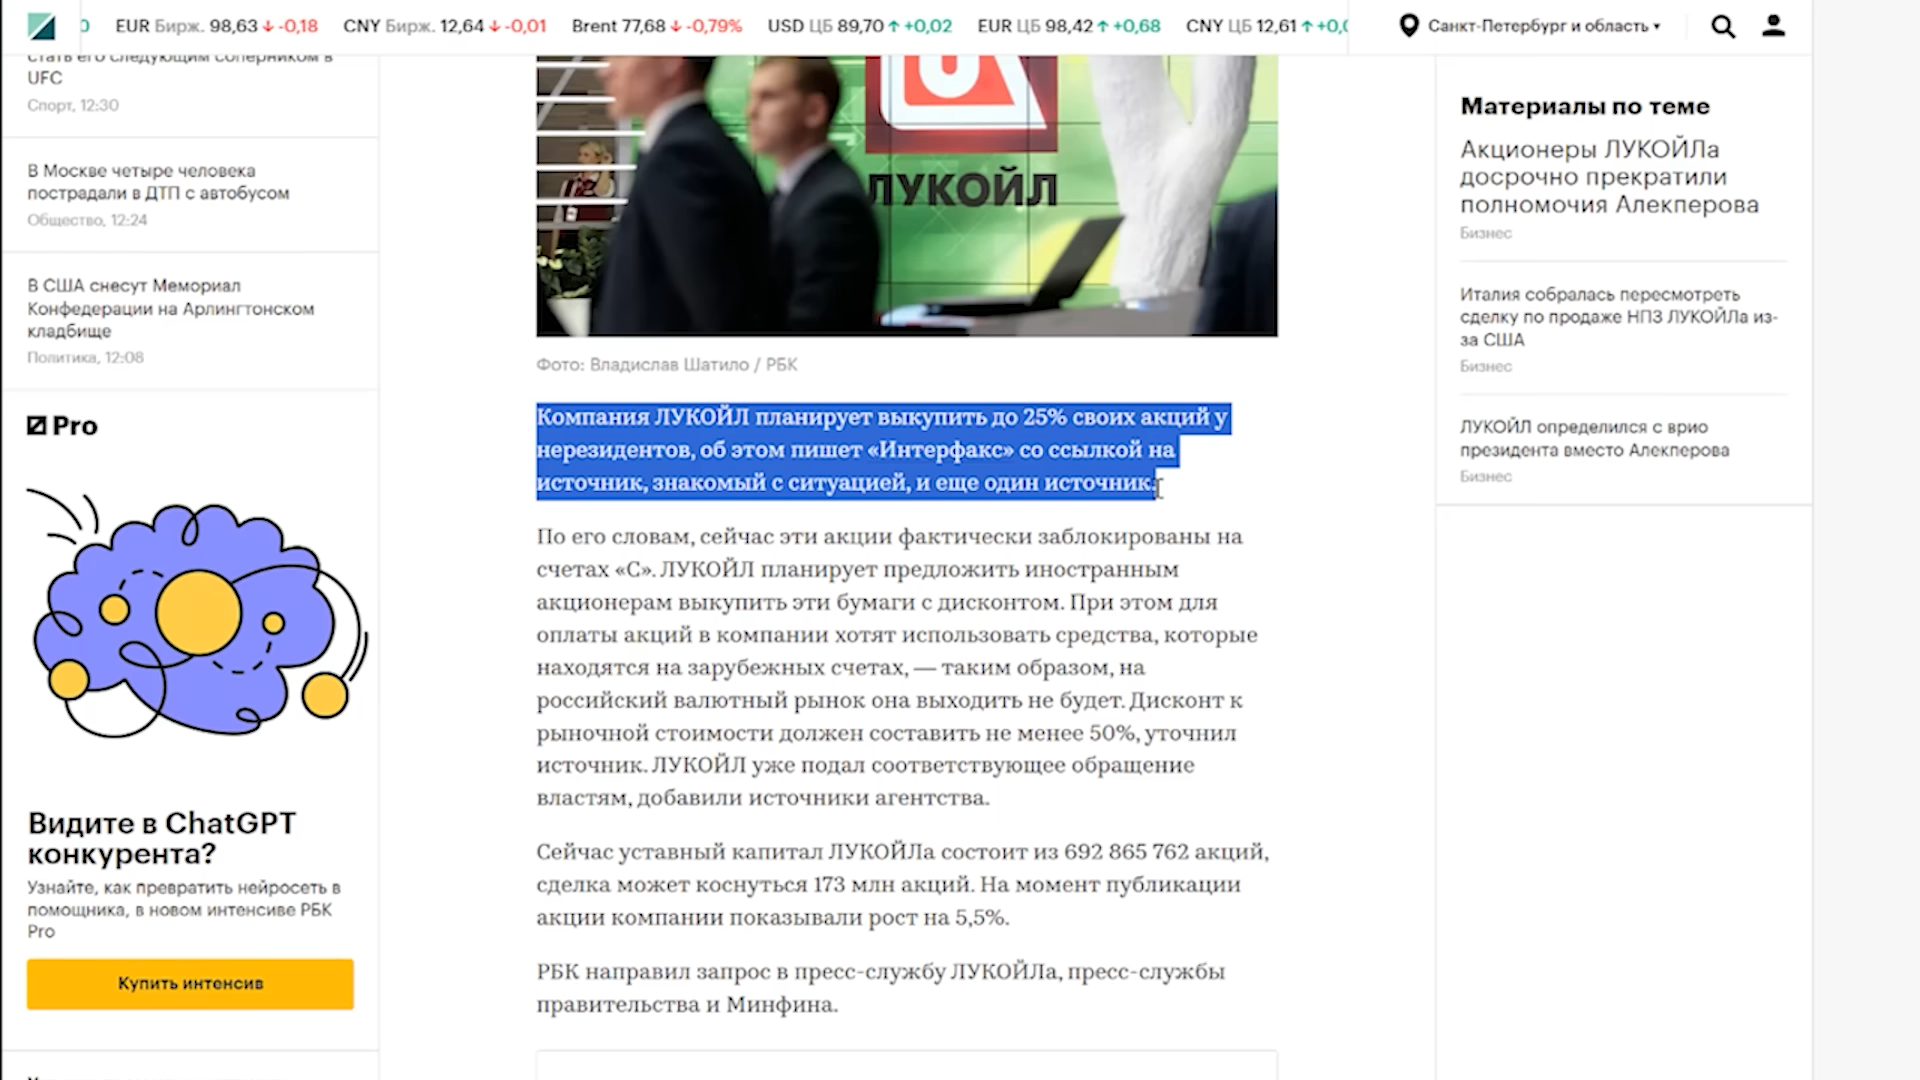 EUR Бирж. 98,63 -0,18 CNY Бирж. 12,64 -0,01 Brent 77,68 -0,79% USD ЦБ 89,70 +0,02 EUR ЦБ 98,42 +0,68 CNY ЦБ 12,61
Санкт-Петербург и область
стать его следующим соперником в
UFC
Спорт, 12:30
В Москве четыре человека
пострадали в ДТП с автобусом
Общество, 12:24
В США снесут Мемориал
Конфедерации на Арлингтонском
кладбище
Политика, 12:08
Pro
Видите в ChatGPT
конкурента?
Узнайте, как превратить нейросеть в
помощника, в новом интенсиве РБК
Pro
Купить интенсив
ЛУКОЙЛ
Фото: Владислав Шатило / РБК
Компания ЛУКОЙЛ планирует выкупить до 25% своих акций у
нерезидентов, об этом пишет «Интерфакс» со ссылкой на
источник, знакомый с ситуацией, и еще один источник.
По его словам, сейчас эти акции фактически заблокированы на
счетах «С». ЛУКОЙЛ планирует предложить иностранным
акционерам выкупить эти бумаги с дисконтом. При этом для
оплаты акций в компании хотят использовать средства, которые
находятся на зарубежных счетах, — таким образом, на
российский валютный рынок она выходить не будет. Дисконт к
рыночной стоимости должен составить не менее 50%, уточнил
источник. ЛУКОЙЛ уже подал соответствующее обращение
властям, добавили источники агентства.
Сейчас уставный капитал ЛУКОЙЛа состоит из 692 865 762 акций,
сделка может коснуться 173 млн акций. На момент публикации
акции компании показывали рост на 5,5%.
РБК направил запрос в пресс-службу ЛУКОЙЛа, пресс-службы
правительства и Минфина.
Материалы по теме
Акционеры ЛУКОЙЛа
досрочно прекратили
полномочия Алекперова
Бизнес
Италия собралась пересмотреть
сделку по продаже НПЗ ЛУКОЙЛа из-
за США
Бизнес
ЛУКОЙЛ определился с врио
президента вместо Алекперова
Бизнес